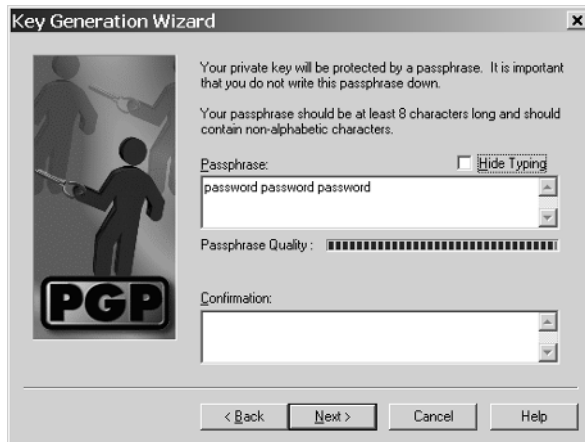 Key Generation Wizard
Your private key will be protected by a passphrase. It is important
that you do not write this passphrase down.
Your passphrase should be at least 8 characters long and should
contain non-alphabetic characters.
Passphrase:
Hide Typing
password password password
Passphrase Quality :
PGP
Confirmation:
< Back
Next >
Cancel
Help